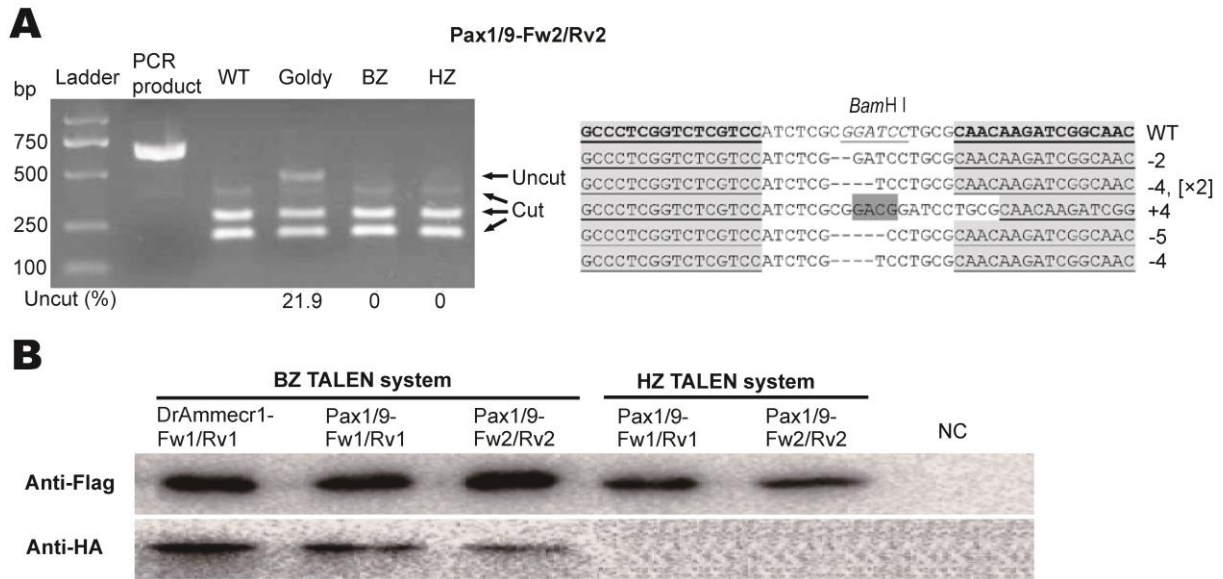 A
Pax1/9-Fw2/Rv2
bp
Ladder
PCR product
WT
Goldy
BZ
HZ
750
500
250
100
Uncut
Cut
Uncut (%)
21.9
0
0
BamH I
GCCCTCGGTCTCGTCCATCTCGCGGATCCTGCGCAACAAGATCGGCAAC WT
GCCCTCGGTCTCGTCCATCTCG--GATCCTGCGCAACAAGATCGGCAAC -2
GCCCTCGGTCTCGTCCATCTCG----TCCTGCGCAACAAGATCGGCAAC -4, [×2]
GCCCTCGGTCTCGTCCATCTCGCGGACGGATCCTGCGCAACAAGATCGG +4
GCCCTCGGTCTCGTCCATCTCG-----CCTGCGCAACAAGATCGGCAAC -5
GCCCTCGGTCTCGTCCATCTCG----TCCTGCGCAACAAGATCGGCAAC -4
B
BZ TALEN system
HZ TALEN system
DrAmmecr1-
Fw1/Rv1
Pax1/9-
Fw1/Rv1
Pax1/9-
Fw2/Rv2
Pax1/9-
Fw1/Rv1
Pax1/9-
Fw2/Rv2
NC
Anti-Flag
Anti-HA